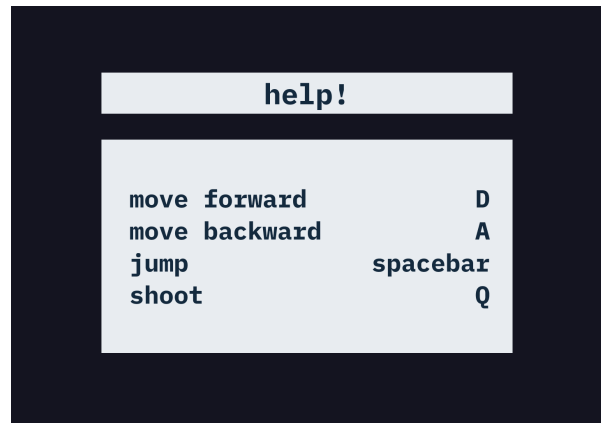 help!
move forward D
move backward A
jump spacebar
shoot Q